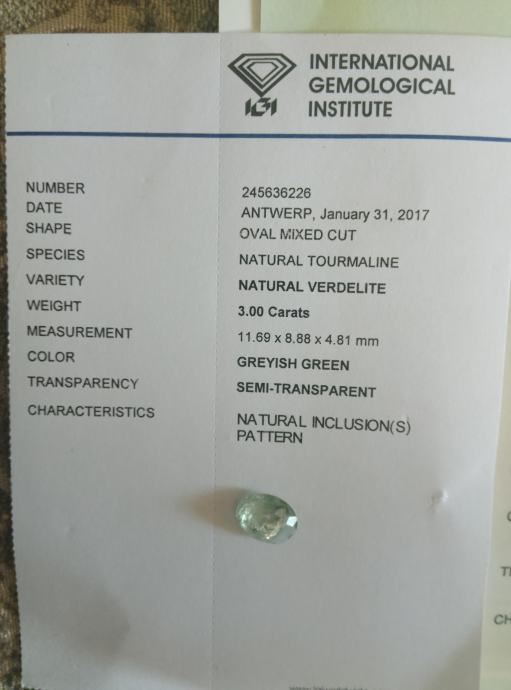 INTERNATIONAL
GEMOLOGICAL
INSTITUTE
IGI
NUMBER 245636226
DATE ANTWERP, January 31, 2017
SHAPE OVAL MIXED CUT
SPECIES NATURAL TOURMALINE
VARIETY NATURAL VERDELITE
WEIGHT 3.00 Carats
MEASUREMENT 11.69 x 8.88 x 4.81 mm
COLOR GREYISH GREEN
TRANSPARENCY SEMI-TRANSPARENT
CHARACTERISTICS NATURAL INCLUSION(S)
PATTERN